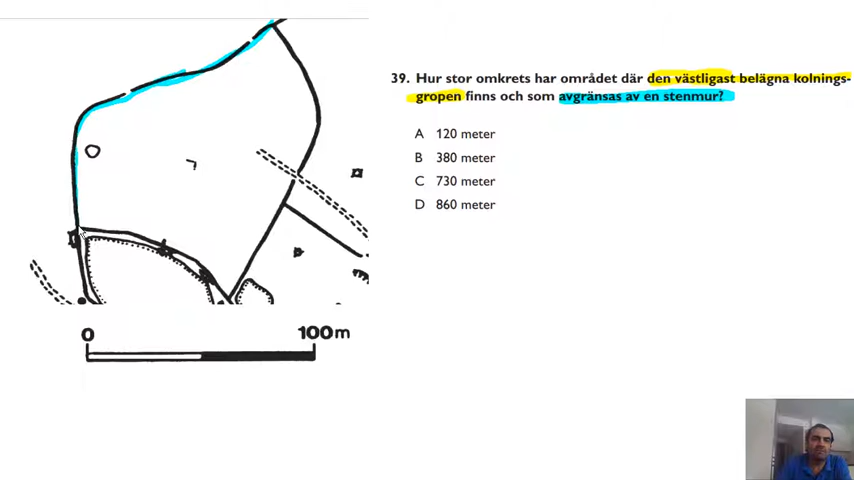 39. Hur stor omkrets har området där den västligast belägna kolnings-
gropen finns och som avgränsas av en stenmur?
A 120 meter
B 380 meter
C 730 meter
D 860 meter
0 100 m